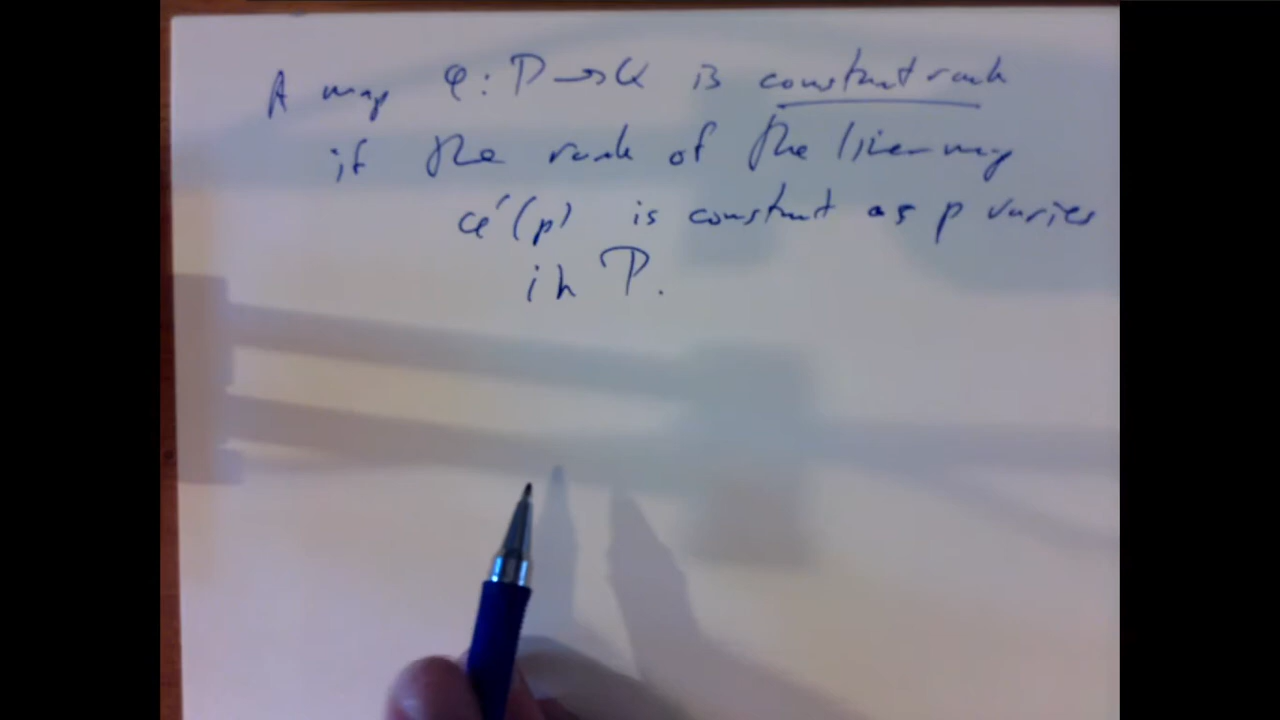 A map φ: P → Q is constant rank
if the rank of the linear map
φ'(p) is constant as p varies
in P.